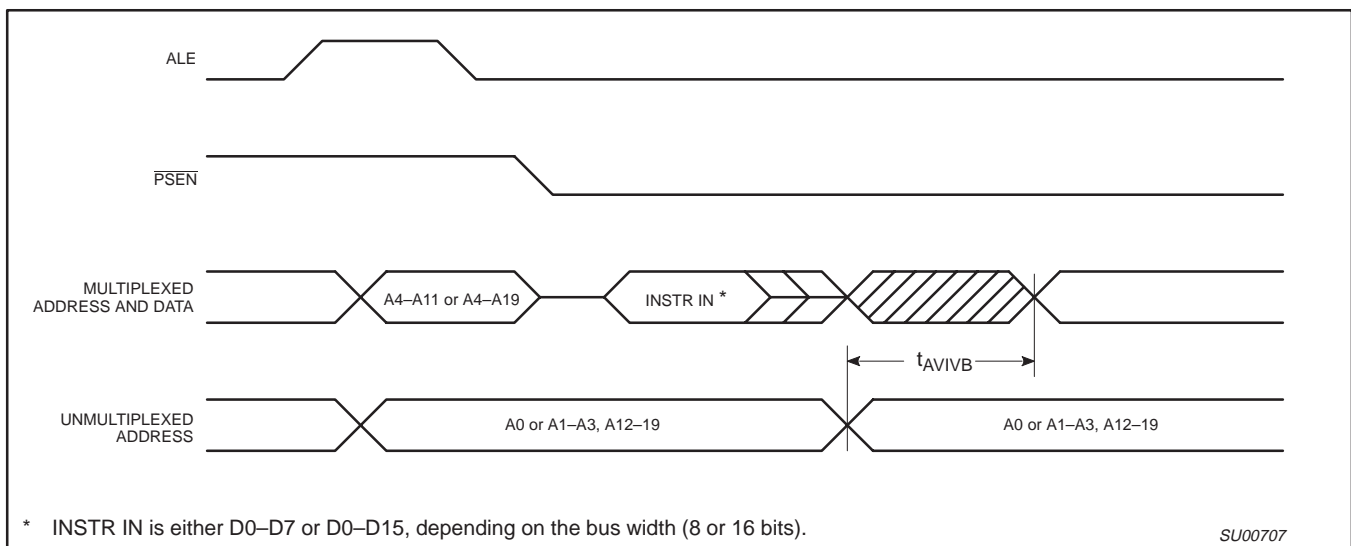 ALE
PSEN
MULTIPLEXED
ADDRESS AND DATA
A4–A11 or A4–A19
INSTR IN *
tAVIVB
UNMULTIPLEXED
ADDRESS
A0 or A1–A3, A12–19
A0 or A1–A3, A12–19
* INSTR IN is either D0–D7 or D0–D15, depending on the bus width (8 or 16 bits).
SU00707